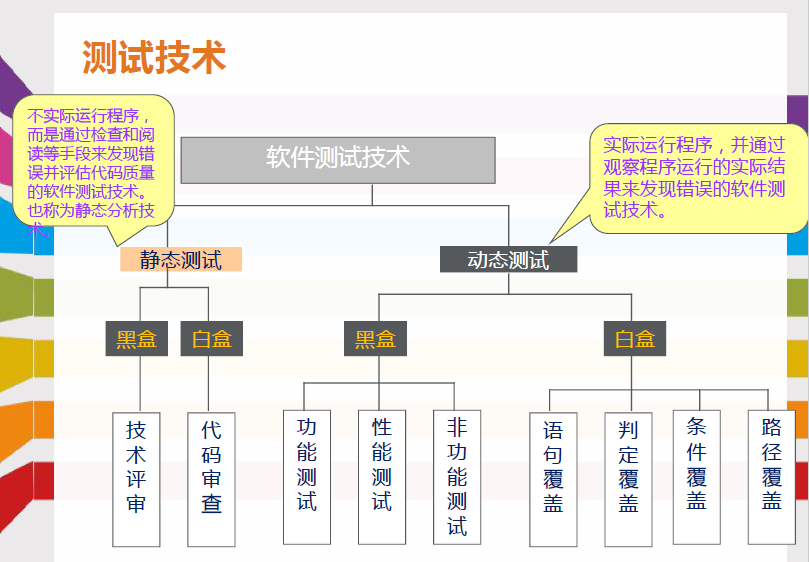 测试技术
不实际运行程序，
而是通过检查和阅
读等手段来发现错
误并评估代码质量
的软件测试技术。
也称为静态分析技
术。
软件测试技术
实际运行程序，并通过
观察程序运行的实际结
果来发现错误的软件测
试技术。
静态测试
动态测试
黑盒
白盒
黑盒
白盒
技术评审
代码审查
功能测试
性能测试
非功能测试
语句覆盖
判定覆盖
条件覆盖
路径覆盖